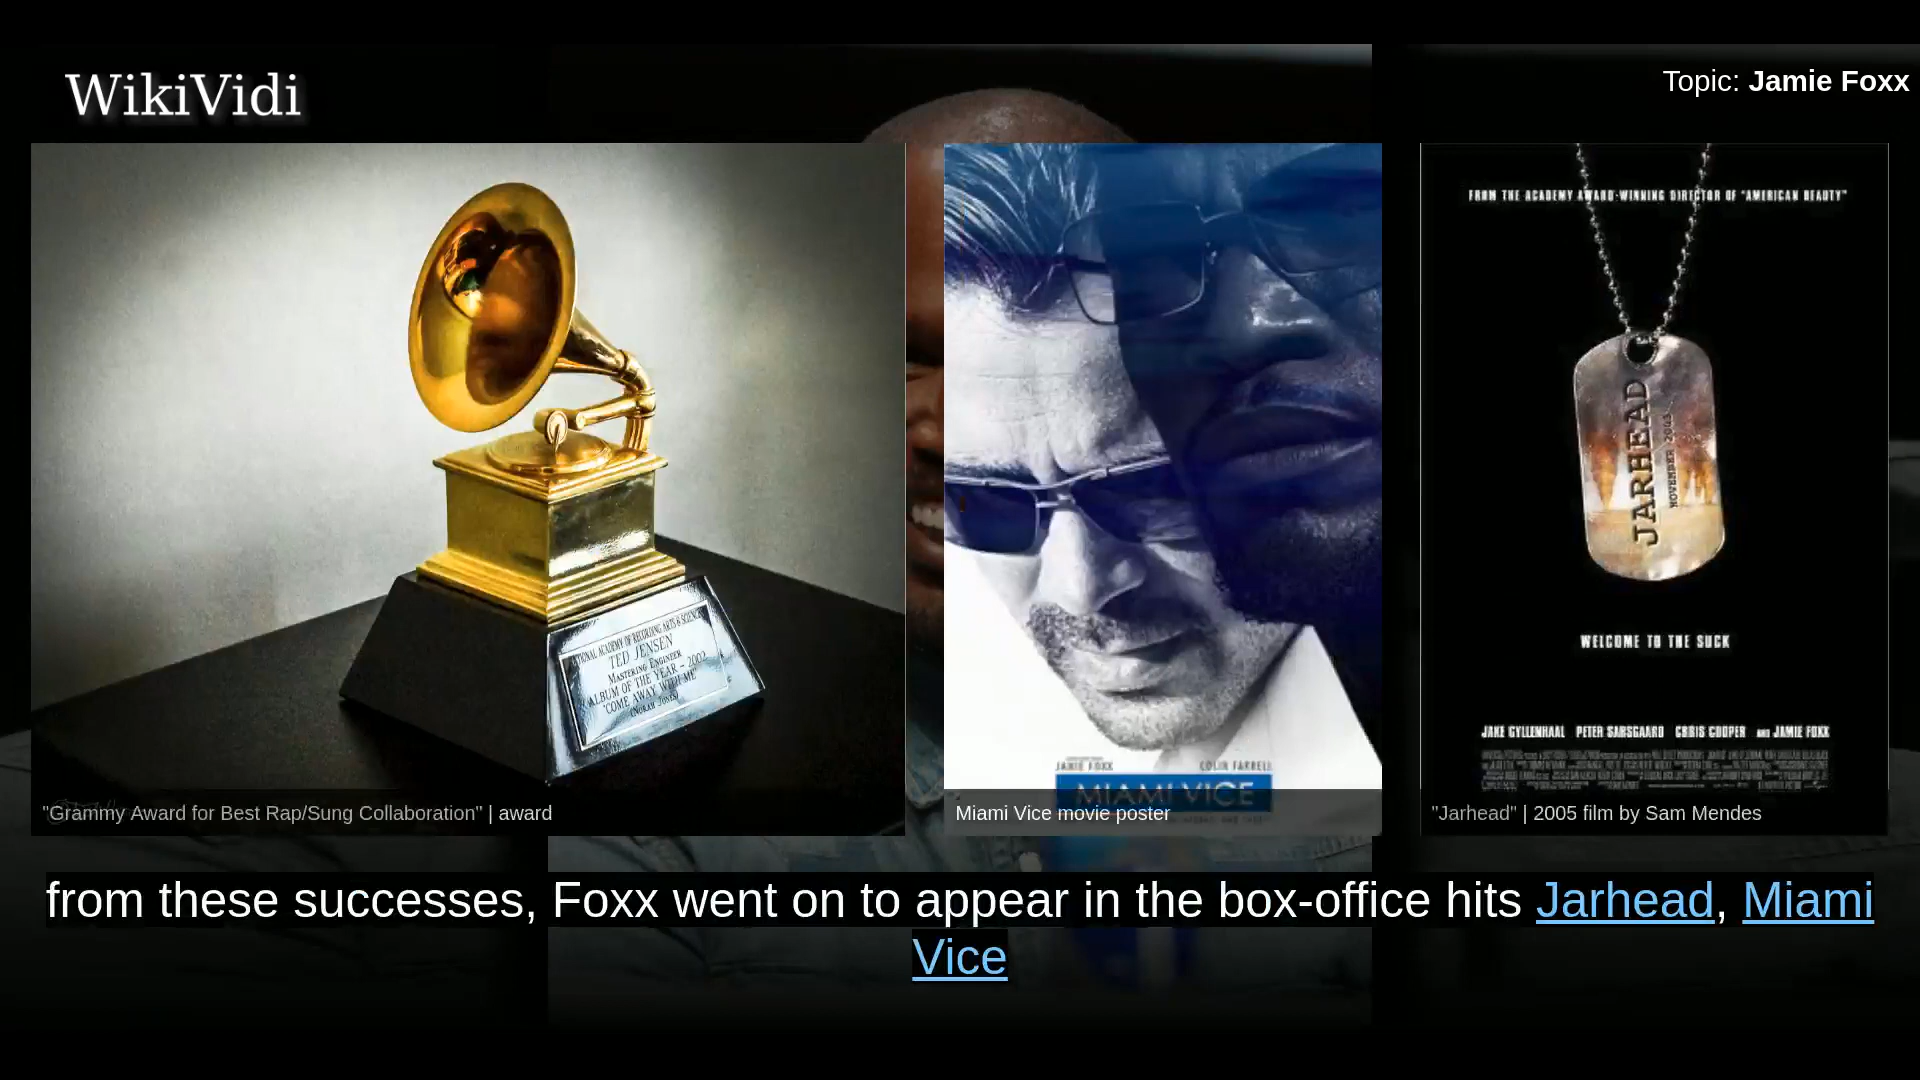 WikiVidi
Topic: Jamie Foxx
NATIONAL ACADEMY OF RECORDING ARTS & SCIENCES
TED JENSEN
MASTERING ENGINEER
ALBUM OF THE YEAR - 2002
"COME AWAY WITH ME"
(NORAH JONES)
"Grammy Award for Best Rap/Sung Collaboration" | award
JAMIE FOXX COLIN FARRELL
MIAMI VICE
Miami Vice movie poster
FROM THE ACADEMY AWARD-WINNING DIRECTOR OF "AMERICAN BEAUTY"
JARHEAD
NOVEMBER 2005
WELCOME TO THE SUCK
JAKE GYLLENHAAL PETER SARSGAARD CHRIS COOPER AND JAMIE FOXX
"Jarhead" | 2005 film by Sam Mendes
from these successes, Foxx went on to appear in the box-office hits Jarhead, Miami
Vice